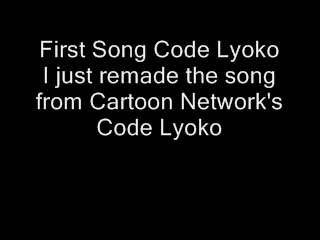 First Song Code Lyoko
I just remade the song
from Cartoon Network's
Code Lyoko